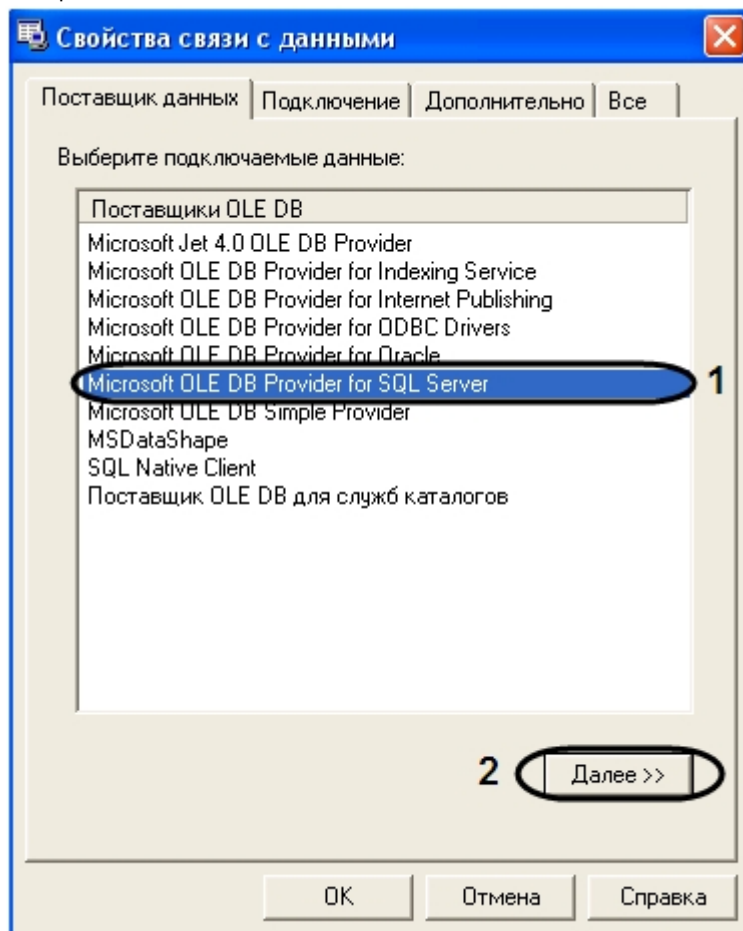 Свойства связи с данными
Поставщик данных Подключение Дополнительно Все
Выберите подключаемые данные:
Поставщики OLE DB
Microsoft Jet 4.0 OLE DB Provider
Microsoft OLE DB Provider for Indexing Service
Microsoft OLE DB Provider for Internet Publishing
Microsoft OLE DB Provider for ODBC Drivers
Microsoft OLE DB Provider for Oracle
Microsoft OLE DB Provider for SQL Server 1
Microsoft OLE DB Simple Provider
MSDataShape
SQL Native Client
Поставщик OLE DB для служб каталогов
2 Далее >>
OK Отмена Справка